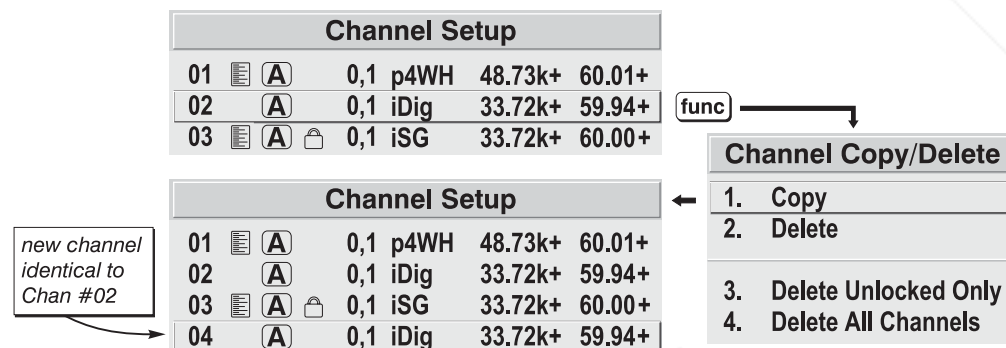 Channel Setup
01 A 0,1 p4WH 48.73k+ 60.01+
02 A 0,1 iDig 33.72k+ 59.94+
03 A 0,1 iSG 33.72k+ 60.00+
func
Channel Copy/Delete
1. Copy
2. Delete
3. Delete Unlocked Only
4. Delete All Channels
Channel Setup
01 A 0,1 p4WH 48.73k+ 60.01+
02 A 0,1 iDig 33.72k+ 59.94+
03 A 0,1 iSG 33.72k+ 60.00+
04 A 0,1 iDig 33.72k+ 59.94+
new channel
identical to
Chan #02